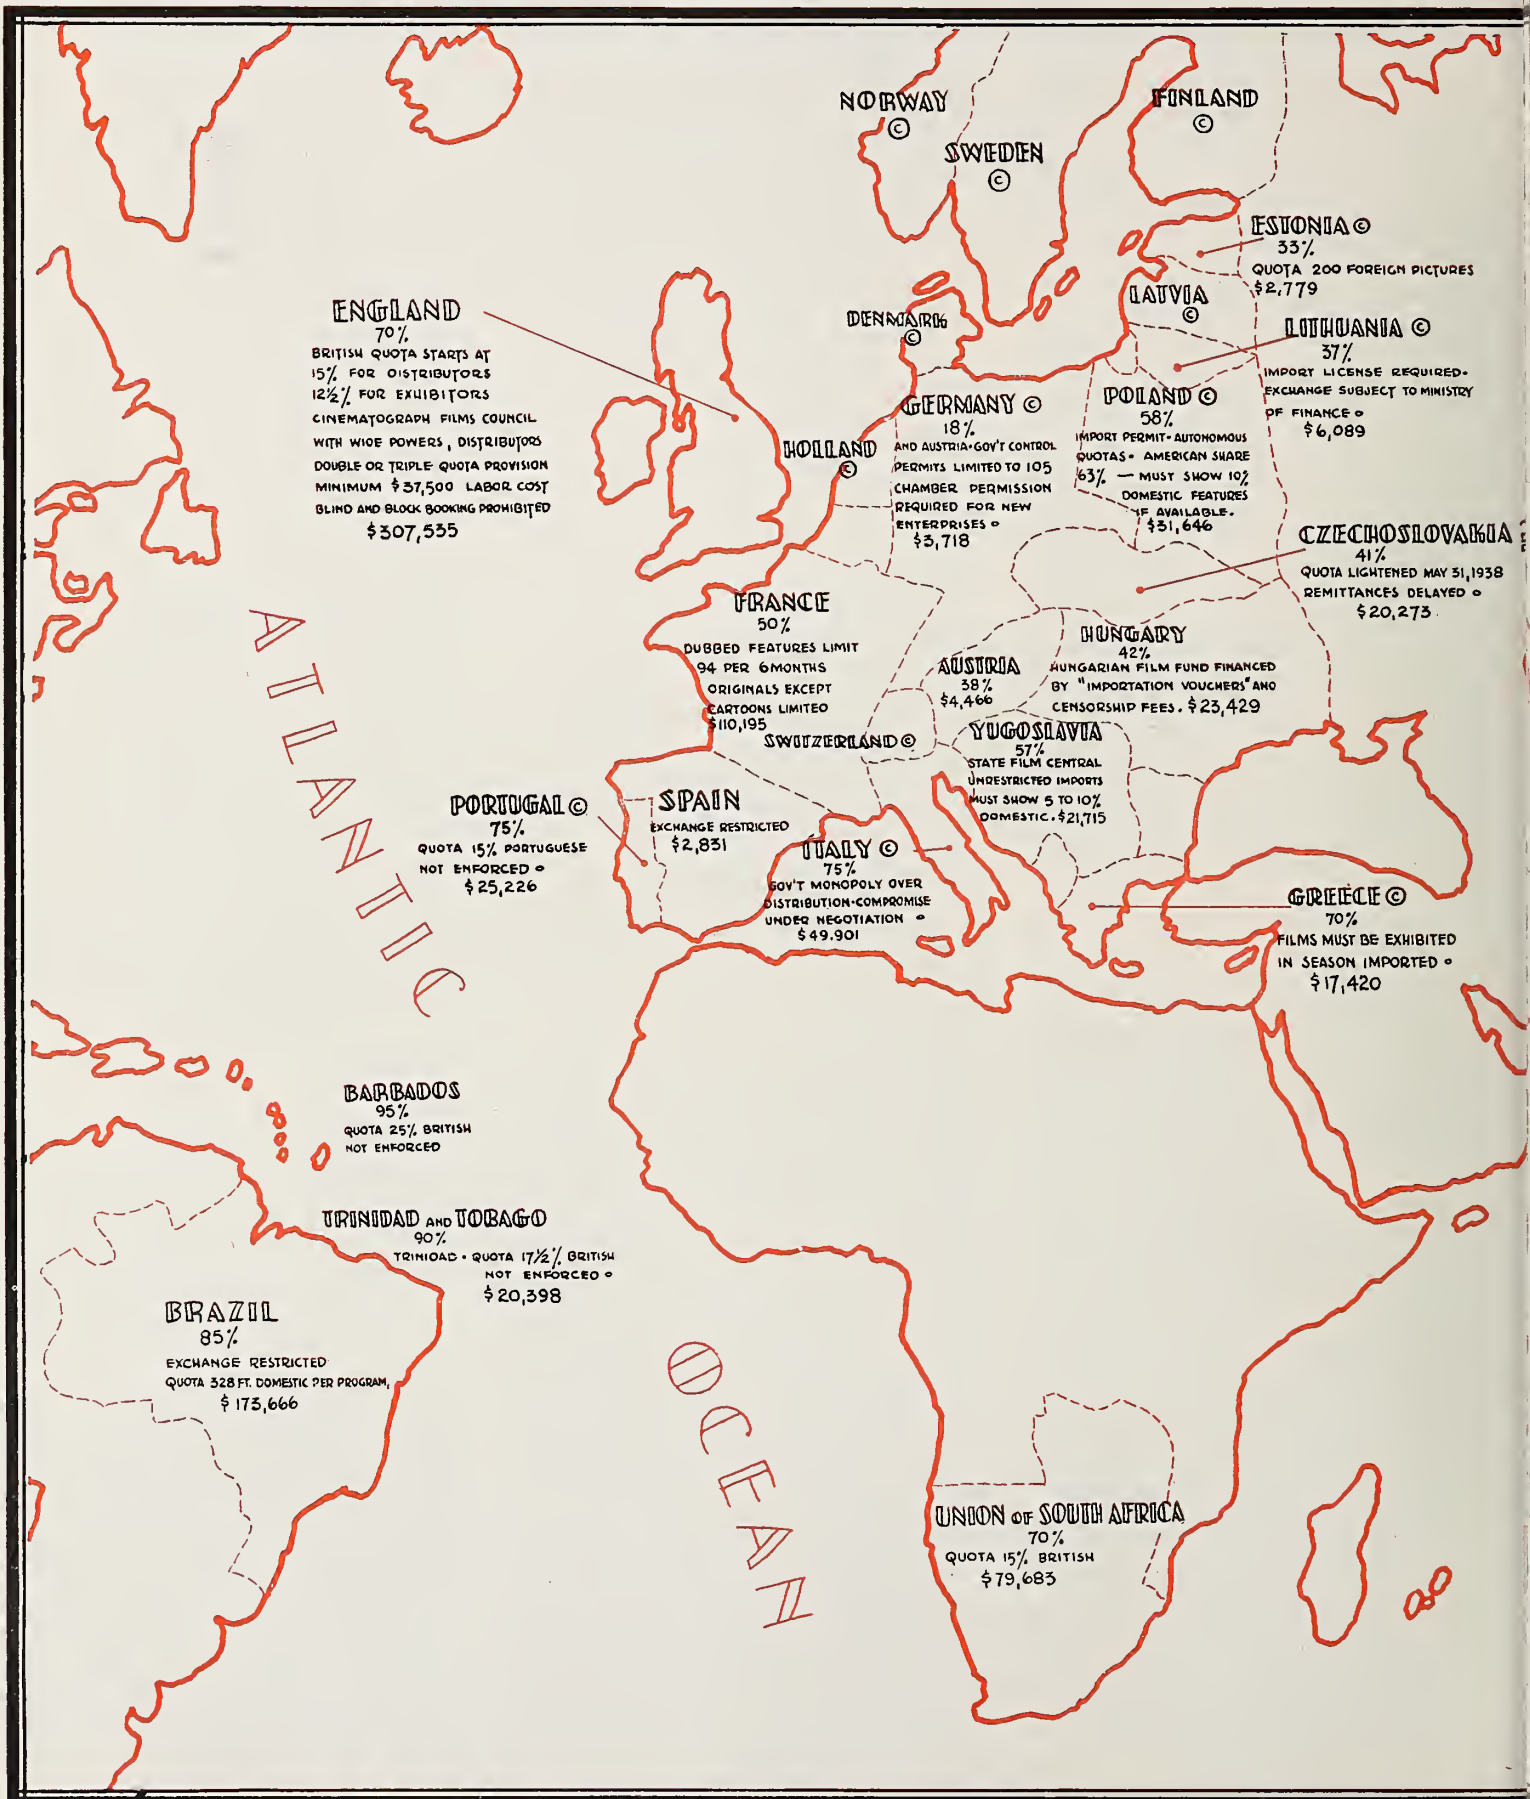 NORWAY
©
SWEDEN
©
FINLAND
©
ESTONIA ©
33%
QUOTA 200 FOREIGN PICTURES
$2,779
LATVIA
©
LITHUANIA ©
37%
IMPORT LICENSE REQUIRED·
EXCHANGE SUBJECT TO MINISTRY
OF FINANCE
$6,089
DENMARK
©
ENGLAND
70%
BRITISH QUOTA STARTS AT
15% FOR DISTRIBUTORS
12½% FOR EXHIBITORS
CINEMATOGRAPH FILMS COUNCIL
WITH WIDE POWERS, DISTRIBUTORS
DOUBLE OR TRIPLE QUOTA PROVISION
MINIMUM $37,500 LABOR COST
BLIND AND BLOCK BOOKING PROHIBITED
$307,535
HOLLAND
©
GERMANY ©
18%
AND AUSTRIA·GOV'T CONTROL
PERMITS LIMITED TO 105
CHAMBER PERMISSION
REQUIRED FOR NEW
ENTERPRISES
$3,718
POLAND ©
58%
IMPORT PERMIT·AUTONOMOUS
QUOTAS· AMERICAN SHARE
63% — MUST SHOW 10%
DOMESTIC FEATURES
IF AVAILABLE.
$31,646
CZECHOSLOVAKIA
41%
QUOTA LIGHTENED MAY 31,1938
REMITTANCES DELAYED
$20,273
FRANCE
50%
DUBBED FEATURES LIMIT
94 PER 6 MONTHS
ORIGINALS EXCEPT
CARTOONS LIMITED
$110,195
SWITZERLAND ©
AUSTRIA
38%
$4,466
HUNGARY
42%
HUNGARIAN FILM FUND FINANCED
BY "IMPORTATION VOUCHERS" AND
CENSORSHIP FEES. $23,429
YUGOSLAVIA
57%
STATE FILM CENTRAL
UNRESTRICTED IMPORTS
MUST SHOW 5 TO 10%
DOMESTIC. $21,715
PORTUGAL ©
75%
QUOTA 15% PORTUGUESE
NOT ENFORCED
$25,226
SPAIN
EXCHANGE RESTRICTED
$2,831
ITALY ©
75%
GOV'T MONOPOLY OVER
DISTRIBUTION·COMPROMISE
UNDER NEGOTIATION
$49.901
GREECE ©
70%
FILMS MUST BE EXHIBITED
IN SEASON IMPORTED
$17,420
ATLANTIC
BARBADOS
95%
QUOTA 25% BRITISH
NOT ENFORCED
TRINIDAD AND TOBAGO
90%
TRINIDAD· QUOTA 17½% BRITISH
NOT ENFORCED
$20,398
BRAZIL
85%
EXCHANGE RESTRICTED
QUOTA 328 FT. DOMESTIC PER PROGRAM,
$173,666
OCEAN
UNION OF SOUTH AFRICA
70%
QUOTA 15% BRITISH
$79,683